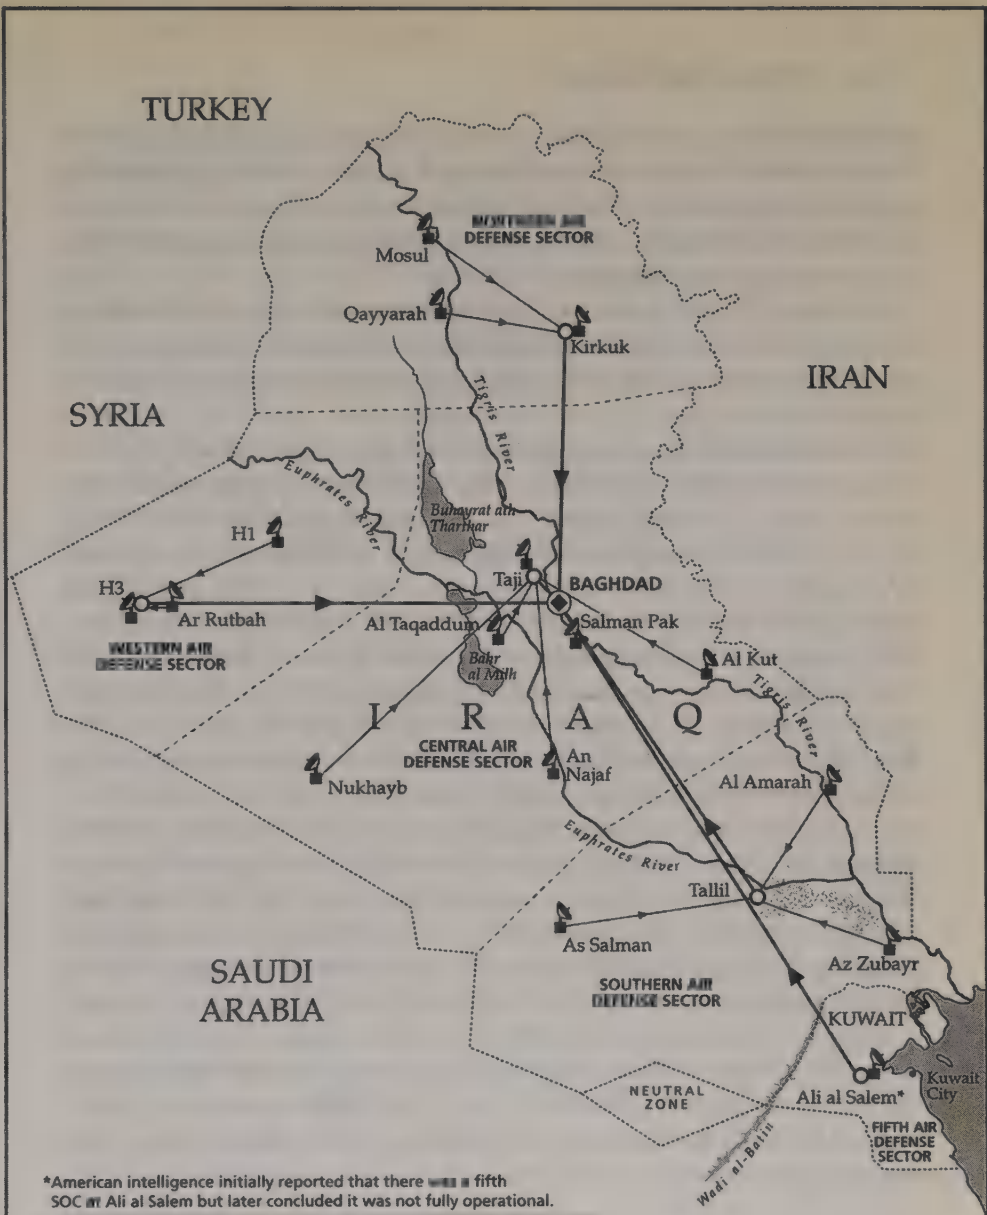 TURKEY
DEFENSE SECTOR
Mosul
Qayyarah
Kirkuk
IRAN
SYRIA
Tigris River
Euphrates River
Buhayrat ath
Tharthar
H1
Taji
BAGHDAD
H3
Ar Rutbah
Al Taqaddum
Salman Pak
SECTOR
Bahr
al Milh
Al Kut
Tigris River
I R A Q
CENTRAL AIR
DEFENSE SECTOR
An
Najaf
Nukhayb
Al Amarah
Euphrates River
Tallil
As Salman
Az Zubayr
SAUDI
ARABIA
SOUTHERN
SECTOR
KUWAIT
Kuwait
City
Ali al Salem*
NEUTRAL
ZONE
Wadi al-Batin
FIFTH AIR
DEFENSE
SECTOR
*American intelligence initially reported that there fifth
SOC Ali al Salem but later concluded it was not fully operational.